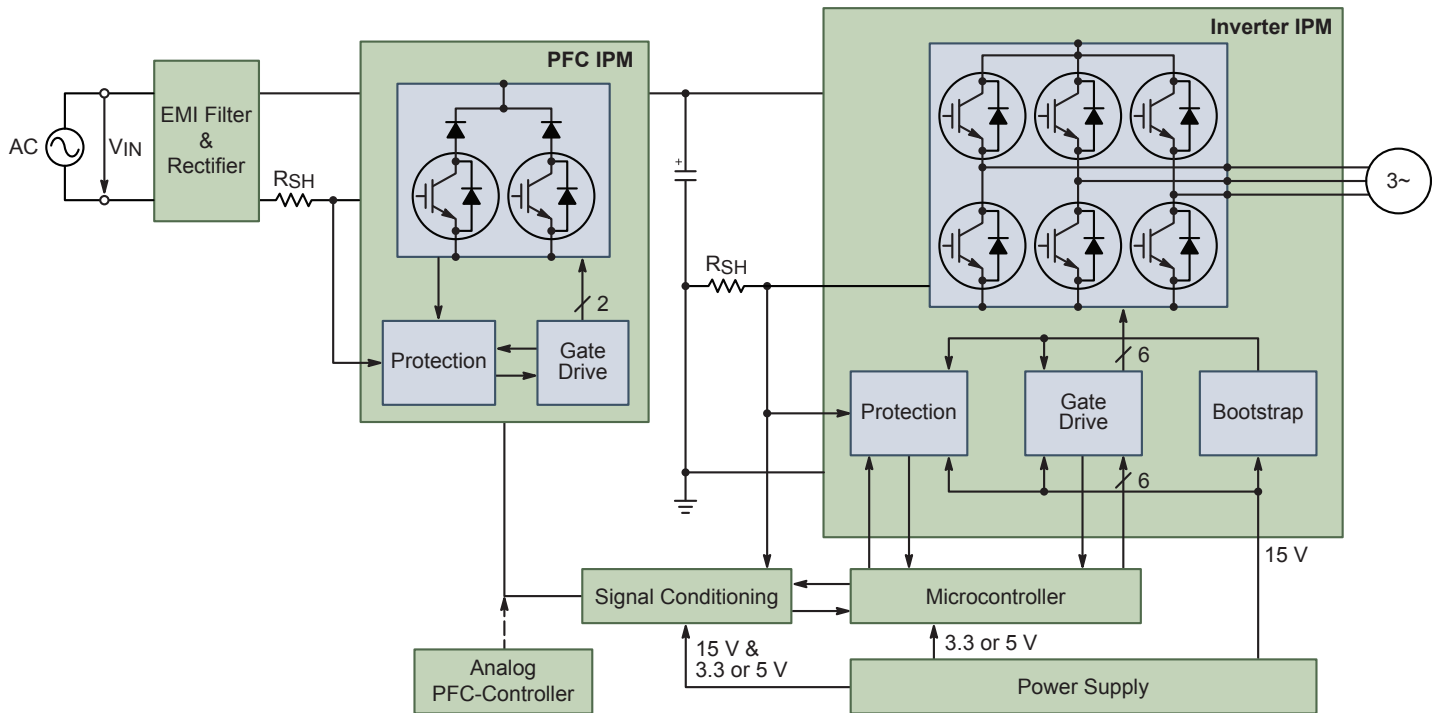 Inverter IPM
PFC IPM
EMI Filter
&
Rectifier
AC
VIN
RSH
+
3~
RSH
2
6
Protection
Gate
Drive
Protection
Gate
Drive
Bootstrap
6
15 V
Signal Conditioning
Microcontroller
15 V &
3.3 or 5 V
3.3 or 5 V
Analog
PFC-Controller
Power Supply